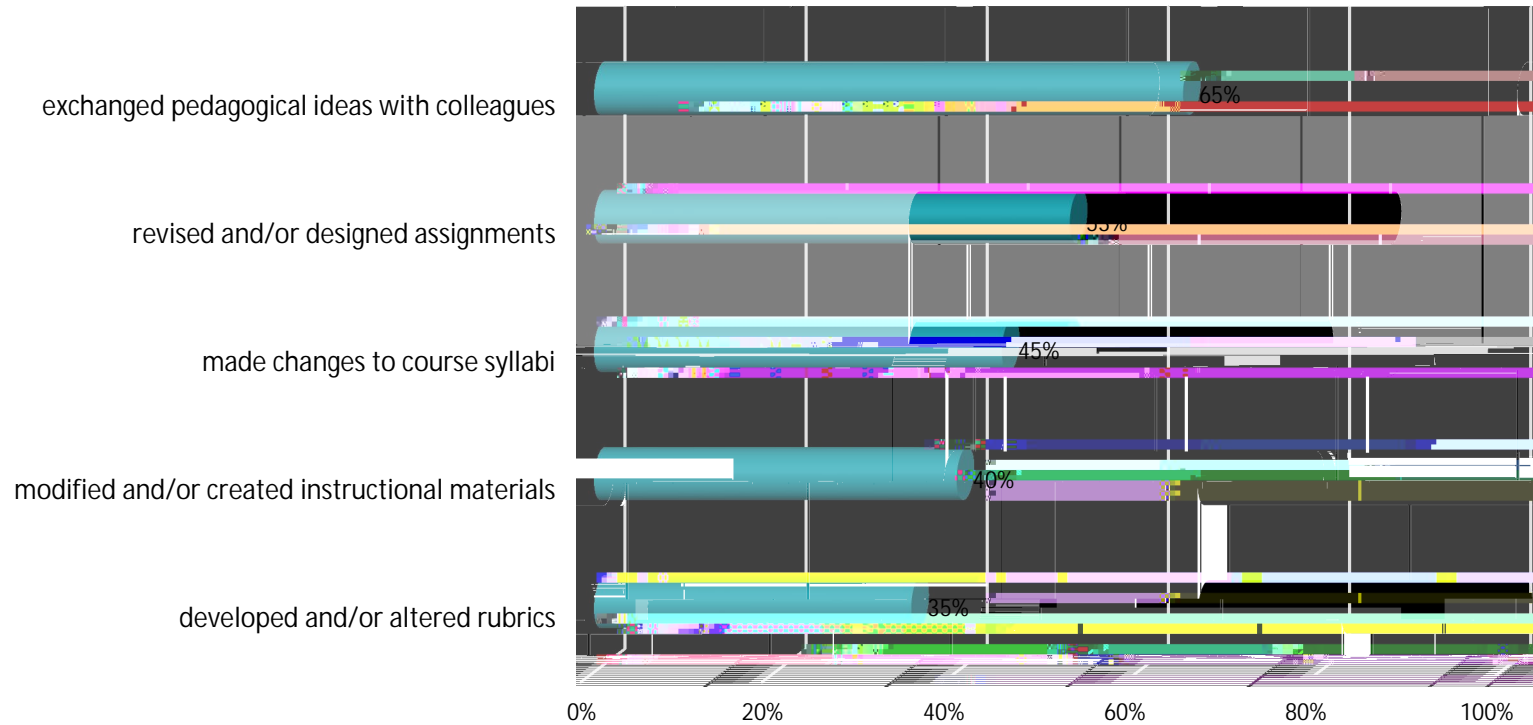 exchanged pedagogical ideas with colleagues
65%
revised and/or designed assignments
55%
made changes to course syllabi
45%
modified and/or created instructional materials
40%
developed and/or altered rubrics
35%
0% 20% 40% 60% 80% 100%